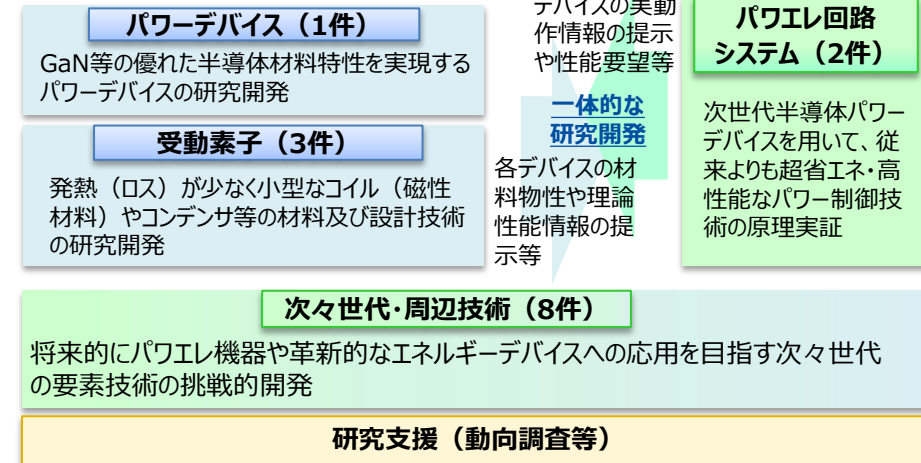 パワーデバイス（1件）
GaN等の優れた半導体材料特性を実現する
パワーデバイスの研究開発
受動素子（3件）
発熱（ロス）が少なく小型なコイル（磁性
材料）やコンデンサ等の材料及び設計技術
の研究開発
デバイスの実動
作情報の提示
や性能要望等
一体的な
研究開発
各デバイスの材
料物性や理論
性能情報の提
示等
パワエレ回路
システム（2件）
次世代半導体パワー
デバイスを用いて、従
来よりも超省エネ・高
性能なパワー制御技
術の原理実証
次々世代・周辺技術（8件）
将来的にパワエレ機器や革新的なエネルギーデバイスへの応用を目指す次々世代
の要素技術の挑戦的開発
研究支援（動向調査等）